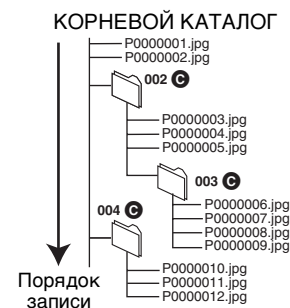 КОРНЕВОЙ КАТАЛОГ
P0000001.jpg
P0000002.jpg
002 C
P0000003.jpg
P0000004.jpg
P0000005.jpg
003 C
P0000006.jpg
P0000007.jpg
P0000008.jpg
P0000009.jpg
004 C
P0000010.jpg
P0000011.jpg
P0000012.jpg
Порядок
записи